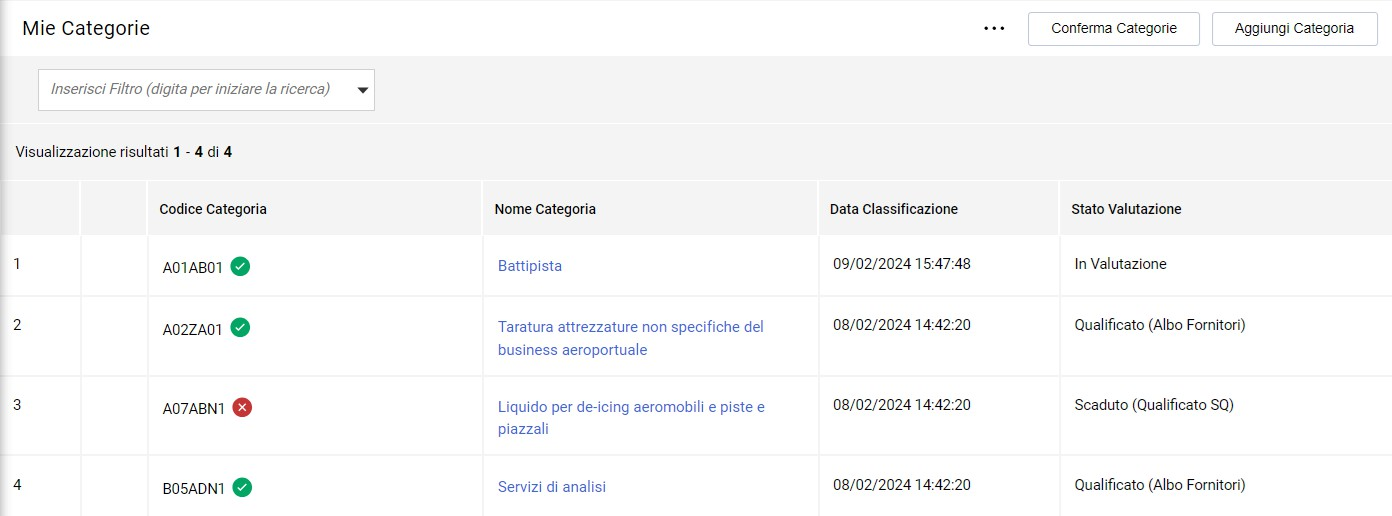 Mie Categorie
... Conferma Categorie Aggiungi Categoria
Inserisci Filtro (digita per iniziare la ricerca)
Visualizzazione risultati 1 - 4 di 4
Codice Categoria Nome Categoria Data Classificazione Stato Valutazione
1 A01AB01 Battipista 09/02/2024 15:47:48 In Valutazione
2 A02ZA01 Taratura attrezzature non specifiche del 08/02/2024 14:42:20 Qualificato (Albo Fornitori)
business aeroportuale
3 A07ABN1 Liquido per de-icing aeromobili e piste e 08/02/2024 14:42:20 Scaduto (Qualificato SQ)
piazzali
4 B05ADN1 Servizi di analisi 08/02/2024 14:42:20 Qualificato (Albo Fornitori)